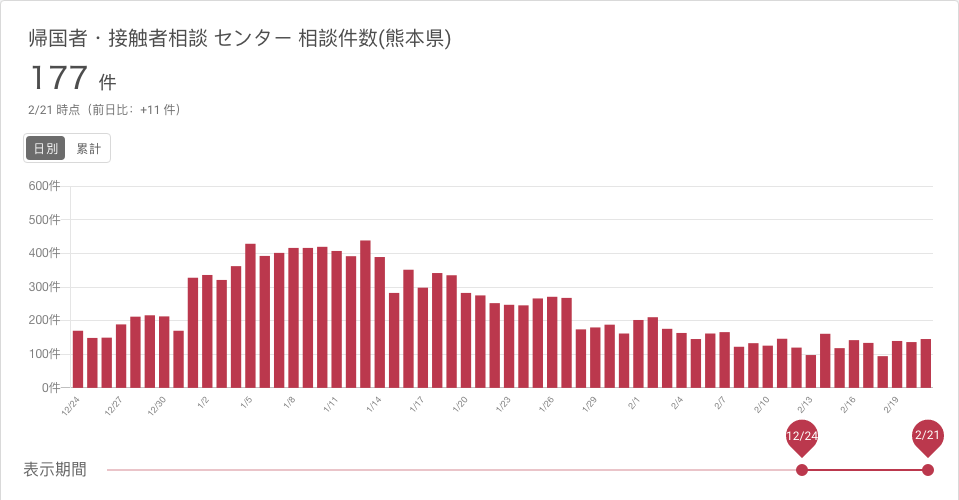 帰国者・接触者相談 センター 相談件数(熊本県)
177 件
2/21 時点（前日比：+11 件）
日別 累計
600件
500件
400件
300件
200件
100件
0件
12/24 12/27 12/30 1/2 1/5 1/8 1/11 1/14 1/17 1/20 1/23 1/26 1/29 2/1 2/4 2/7 2/10 2/13 2/16 2/19
12/24 2/21
表示期間